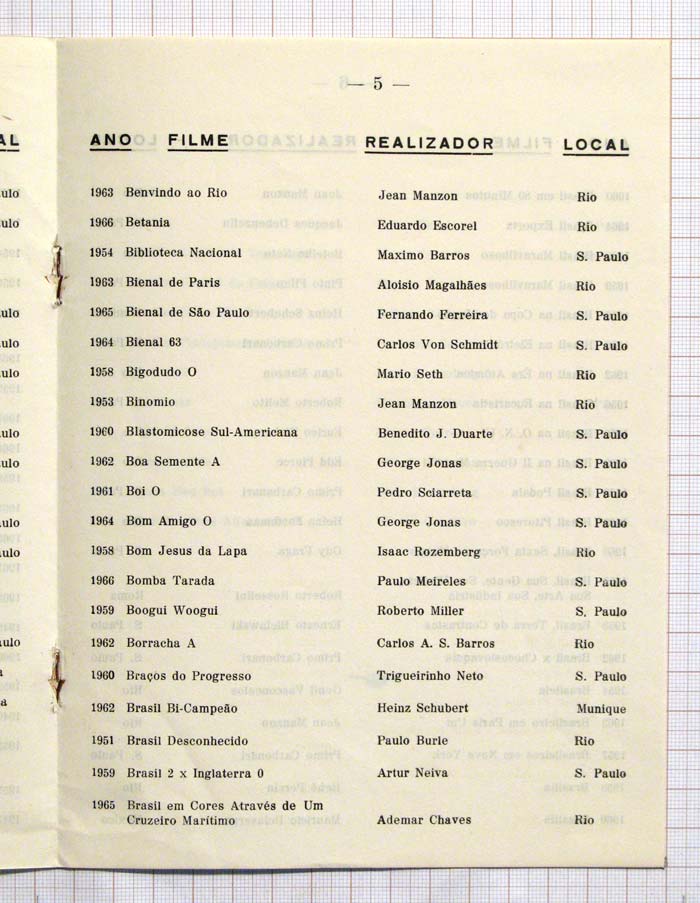 — 5 —
ANO FILME REALIZADOR LOCAL
1963 Benvindo ao Rio Jean Manzon Rio
1966 Betania Eduardo Escorel Rio
1954 Biblioteca Nacional Maximo Barros S. Paulo
1963 Bienal de Paris Aloisio Magalhães Rio
1965 Bienal de São Paulo Fernando Ferreira S. Paulo
1964 Bienal 63 Carlos Von Schmidt S. Paulo
1958 Bigodudo O Mario Seth Rio
1953 Binomio Jean Manzon Rio
1960 Blastomicose Sul-Americana Benedito J. Duarte S. Paulo
1962 Boa Semente A George Jonas S. Paulo
1961 Boi O Pedro Sciarreta S. Paulo
1964 Bom Amigo O George Jonas S. Paulo
1958 Bom Jesus da Lapa Isaac Rozemberg Rio
1966 Bomba Tarada Paulo Meireles S. Paulo
1959 Boogui Woogui Roberto Miller S. Paulo
1962 Borracha A Carlos A. S. Barros Rio
1960 Braços do Progresso Trigueirinho Neto S. Paulo
1962 Brasil Bi-Campeão Heinz Schubert Munique
1951 Brasil Desconhecido Paulo Burle Rio
1959 Brasil 2 x Inglaterra 0 Artur Neiva S. Paulo
1965 Brasil em Cores Através de Um
Cruzeiro Marítimo Ademar Chaves Rio